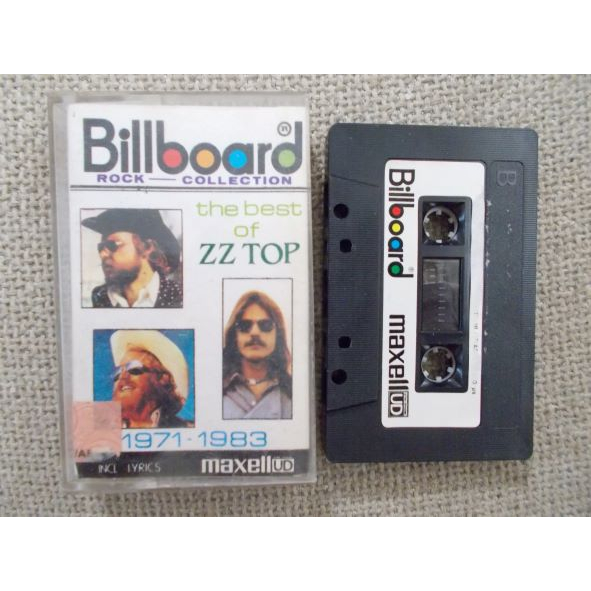 Billboard®
ROCK COLLECTION
the best
of
ZZ TOP
1971-1983
INCL LYRICS
maxell UD
Billboard®
maxell UD
B